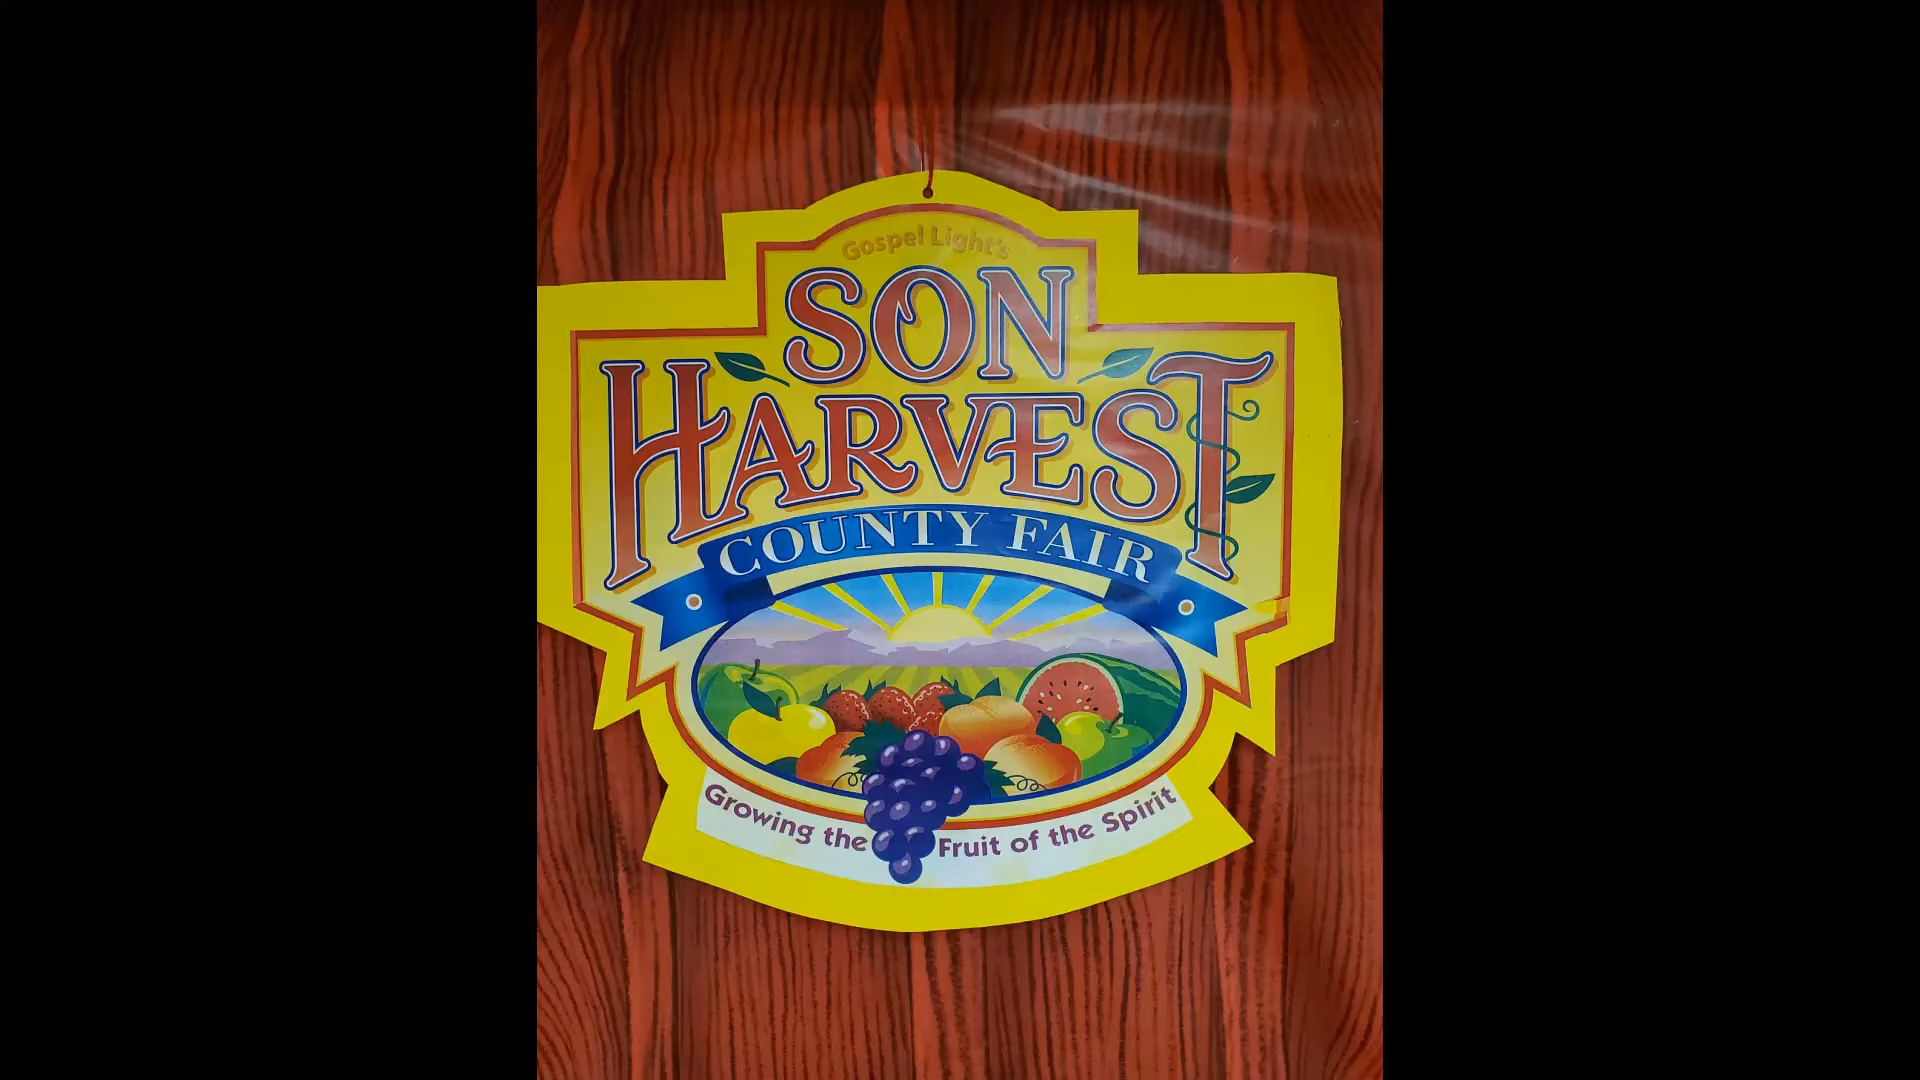 Gospel Light's
SON
HARVEST
COUNTY FAIR
Growing the Fruit of the Spirit